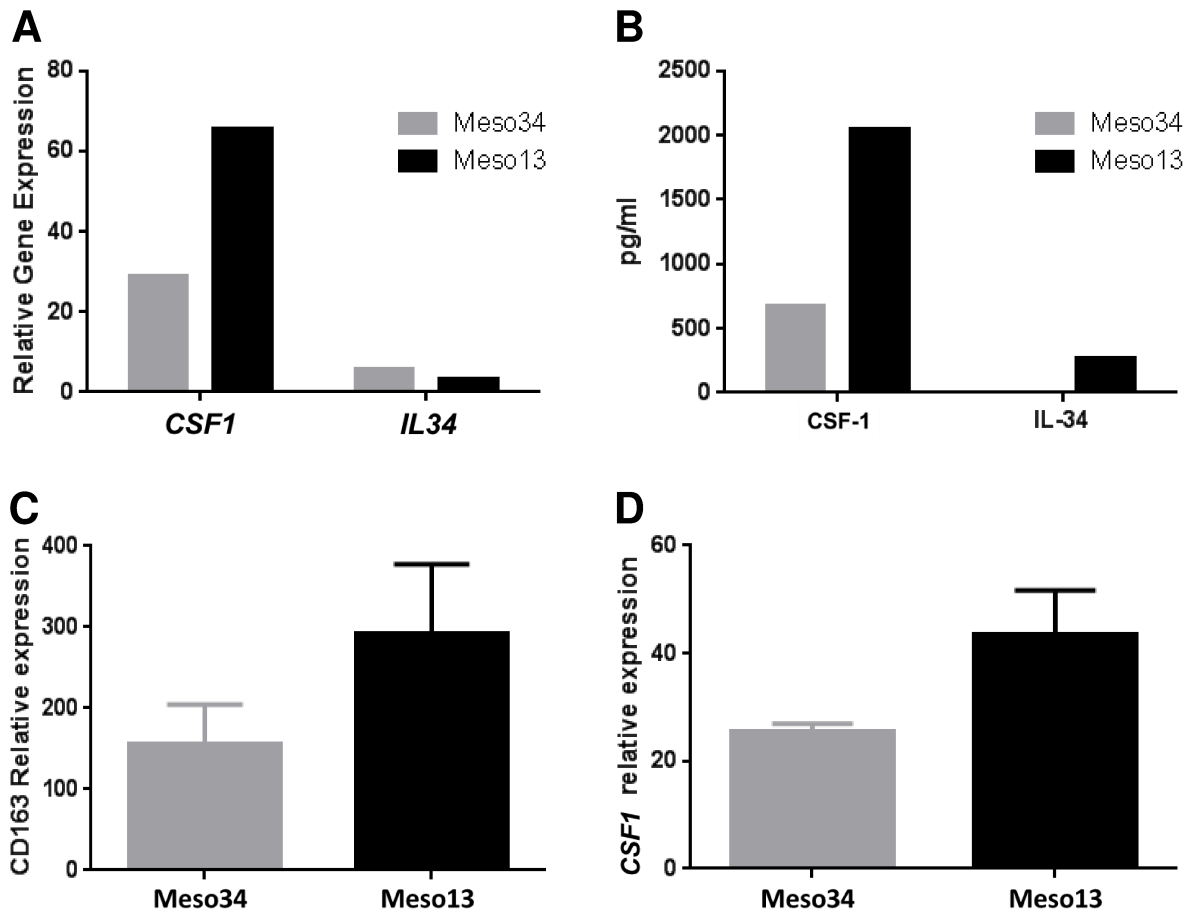 A
Relative Gene Expression
80
60
40
20
0
Meso34
Meso13
CSF1
IL34
B
pg/ml
2500
2000
1500
1000
500
0
Meso34
Meso13
CSF-1
IL-34
C
CD163 Relative expression
400
300
200
100
0
Meso34
Meso13
D
CSF1 relative expression
60
40
20
0
Meso34
Meso13